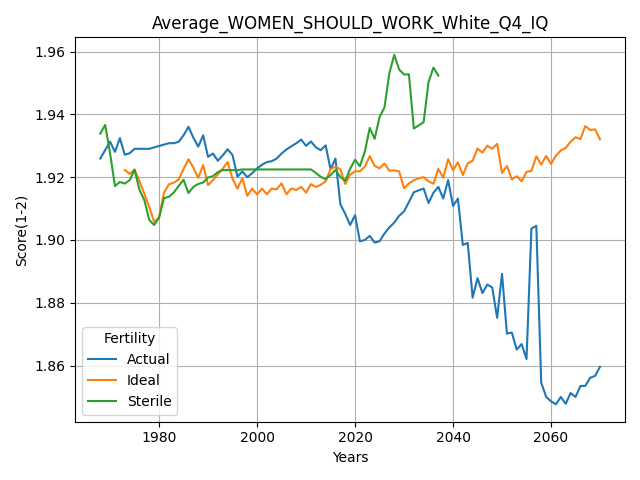 Average_WOMEN_SHOULD_WORK_White_Q4_IQ
Score(1-2)
1.96
1.94
1.92
1.90
1.88
1.86
Fertility
Actual
Ideal
Sterile
1980
2000
2020
2040
2060
Years